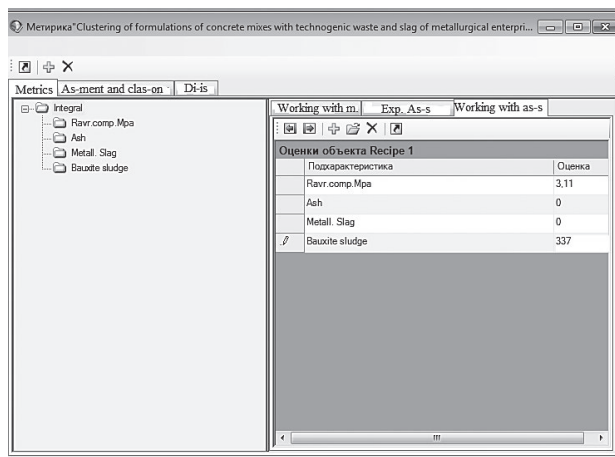 Метирика"Clustering of formulations of concrete mixes with technogenic waste and slag of metallurgical enterpri...
Metrics As-ment and clas-on Di-is
Integral
Ravr.comp.Mpa
Ash
Metall. Slag
Bauxite sludge
Working with m. Exp. As-s Working with as-s
Оценки объекта Recipe 1
Подхарактеристика Оценка
Ravr.comp.Mpa 3,11
Ash 0
Metall. Slag 0
Bauxite sludge 337